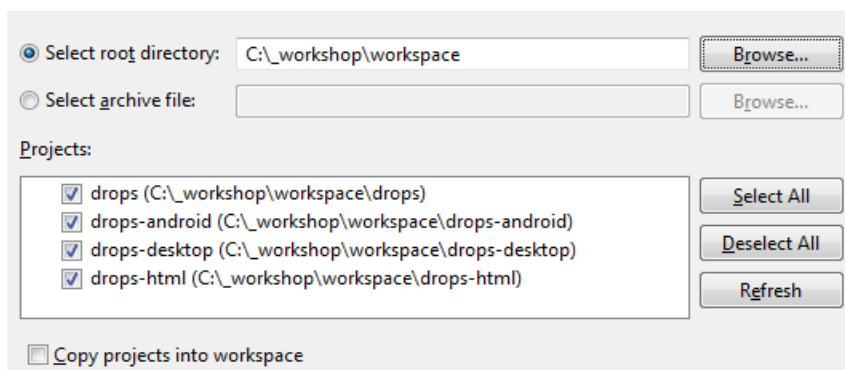 Select root directory: C:\_workshop\workspace Browse...
Select archive file: Browse...
Projects:
drops (C:\_workshop\workspace\drops)
drops-android (C:\_workshop\workspace\drops-android)
drops-desktop (C:\_workshop\workspace\drops-desktop)
drops-html (C:\_workshop\workspace\drops-html)
Select All
Deselect All
Refresh
Copy projects into workspace